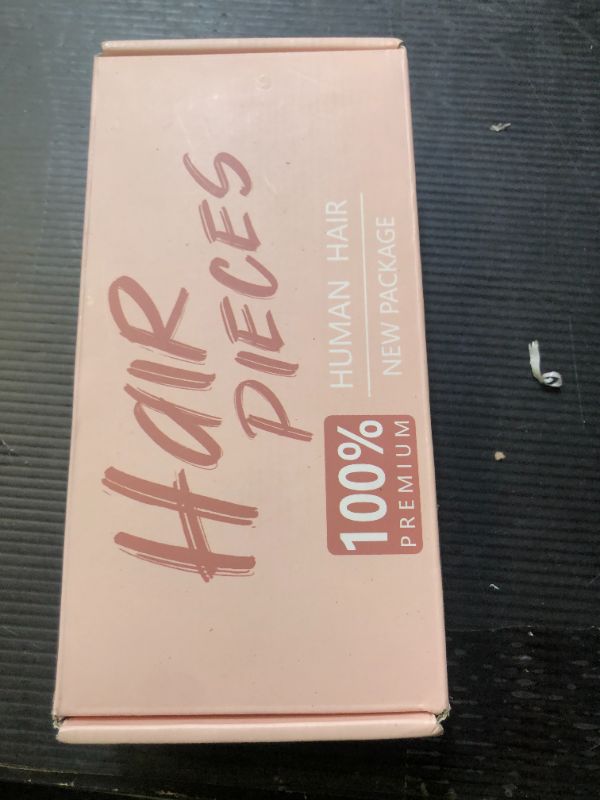 HaIR
PIECES
100%
PREMIUM
HUMAN HAIR
NEW PACKAGE